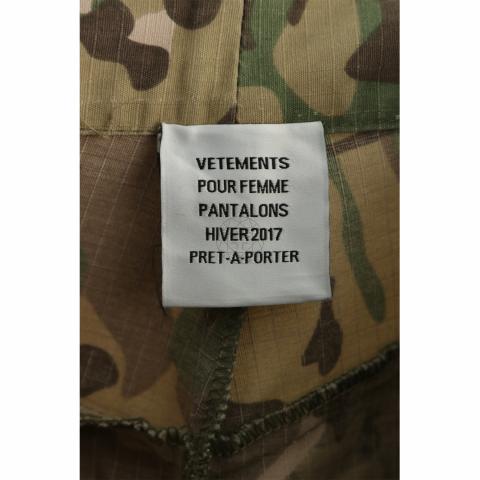 VETEMENTS
POUR FEMME
PANTALONS
HIVER 2017
PRET-A-PORTER